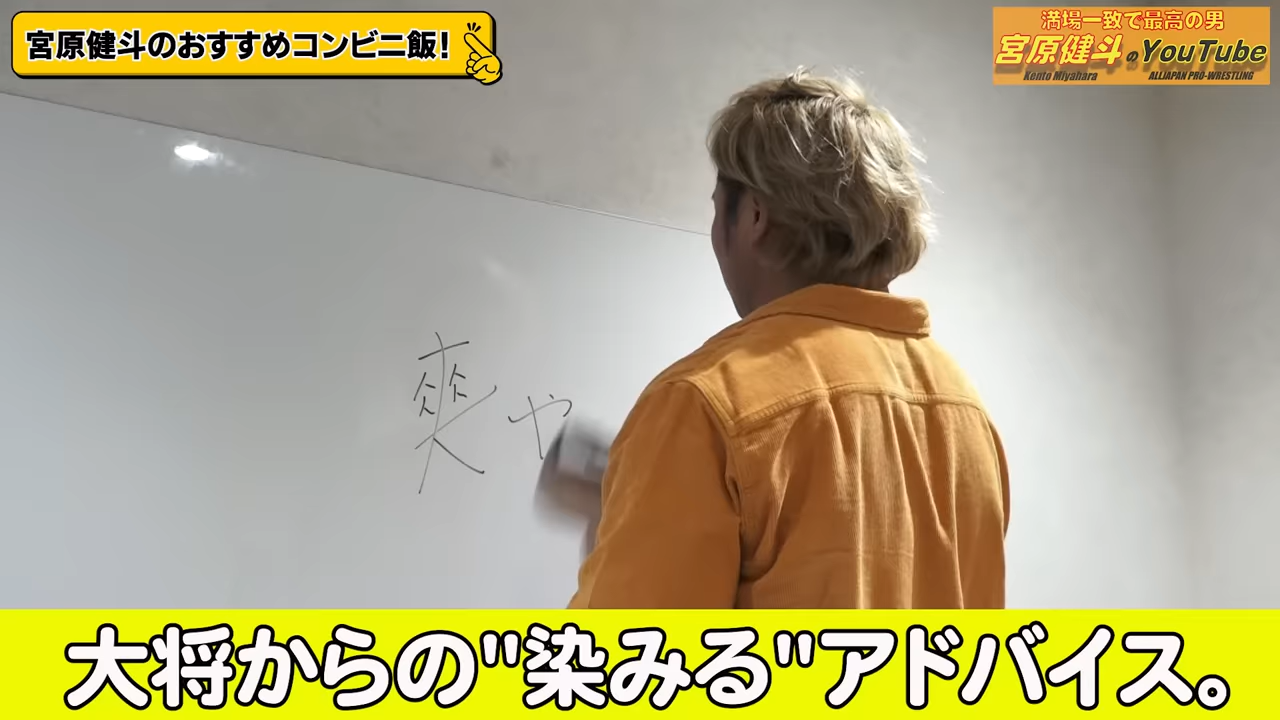 宮原健斗のおすすめコンビニ飯!
満場一致で最高の男
宮原健斗のYouTube
Kento Miyahara ALLJAPAN PRO-WRESTLING
爽や
大将からの"染みる"アドバイス。